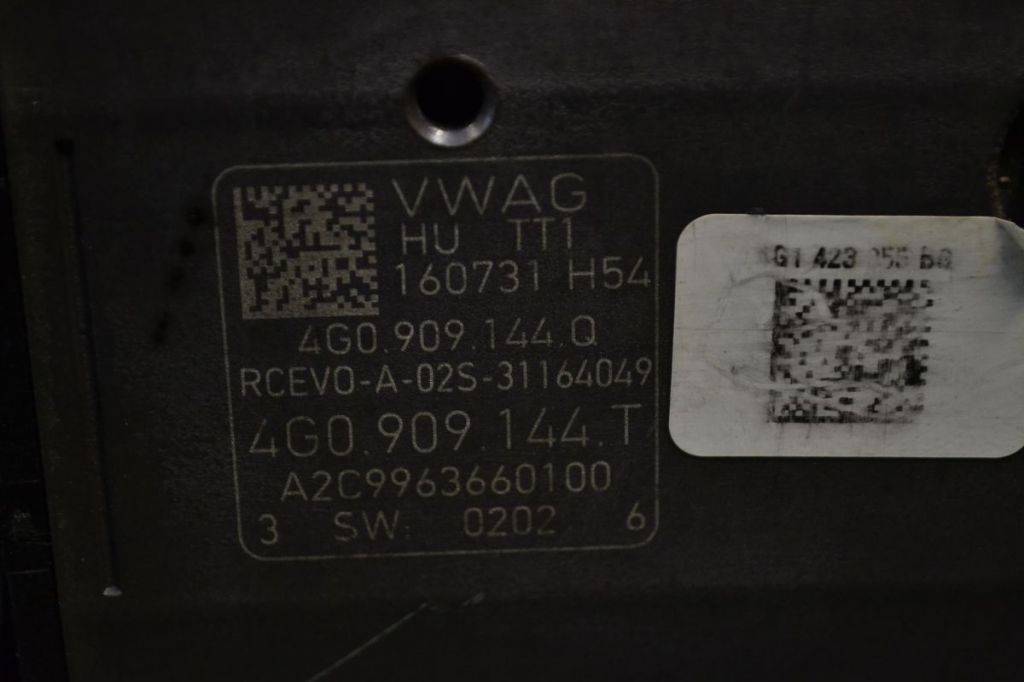 VWAG
HU TT1
160731 H54
4G0.909.144.Q
RCEVO-A-02S-31164049
4G0.909.144.T
A2C9963660100
3 SW: 0202 6
423